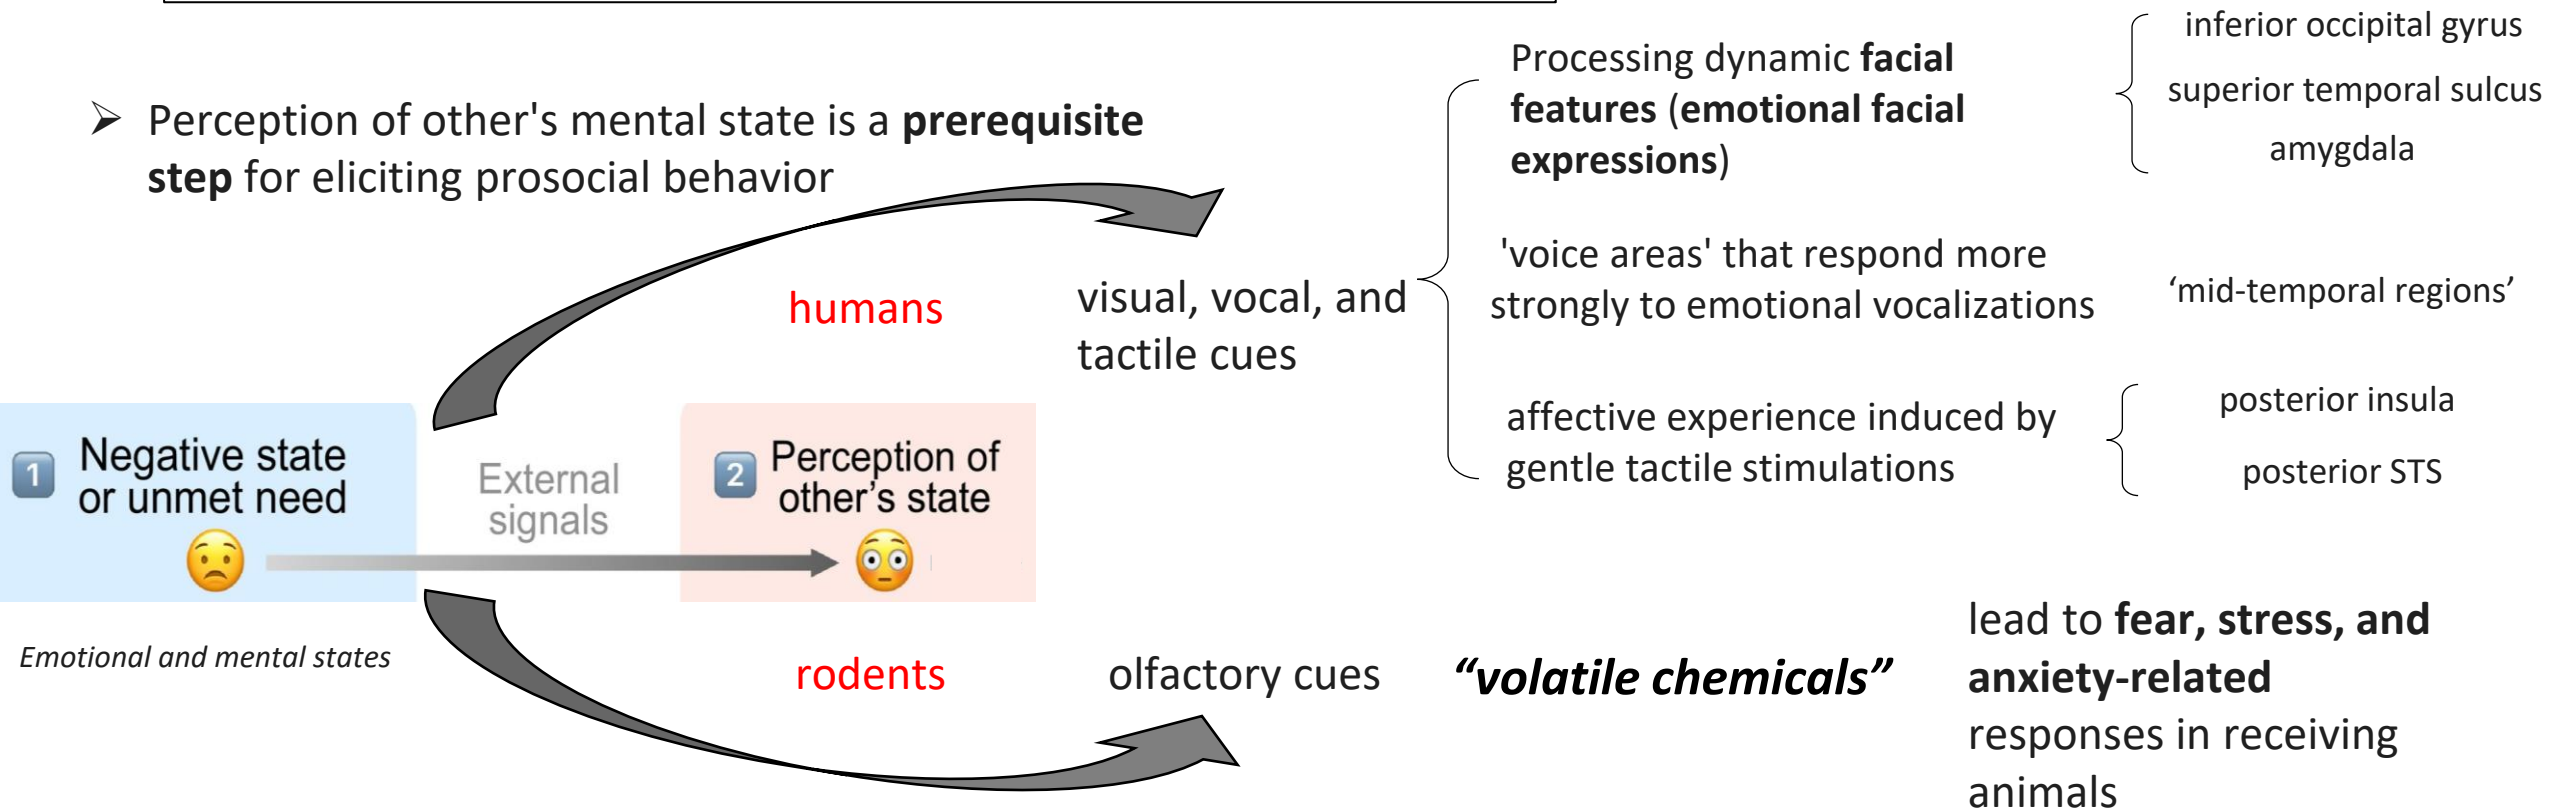 ➢ Perception of other's mental state is a prerequisite
step for eliciting prosocial behavior
1
Negative state
or unmet need
Emotional and mental states
External
signals
2
Perception of
other's state
humans
visual, vocal, and
tactile cues
Processing dynamic facial
features (emotional facial
expressions)
inferior occipital gyrus
superior temporal sulcus
amygdala
'voice areas' that respond more
strongly to emotional vocalizations
‘mid-temporal regions’
affective experience induced by
gentle tactile stimulations
posterior insula
posterior STS
rodents
olfactory cues
“volatile chemicals”
lead to fear, stress, and
anxiety-related
responses in receiving
animals